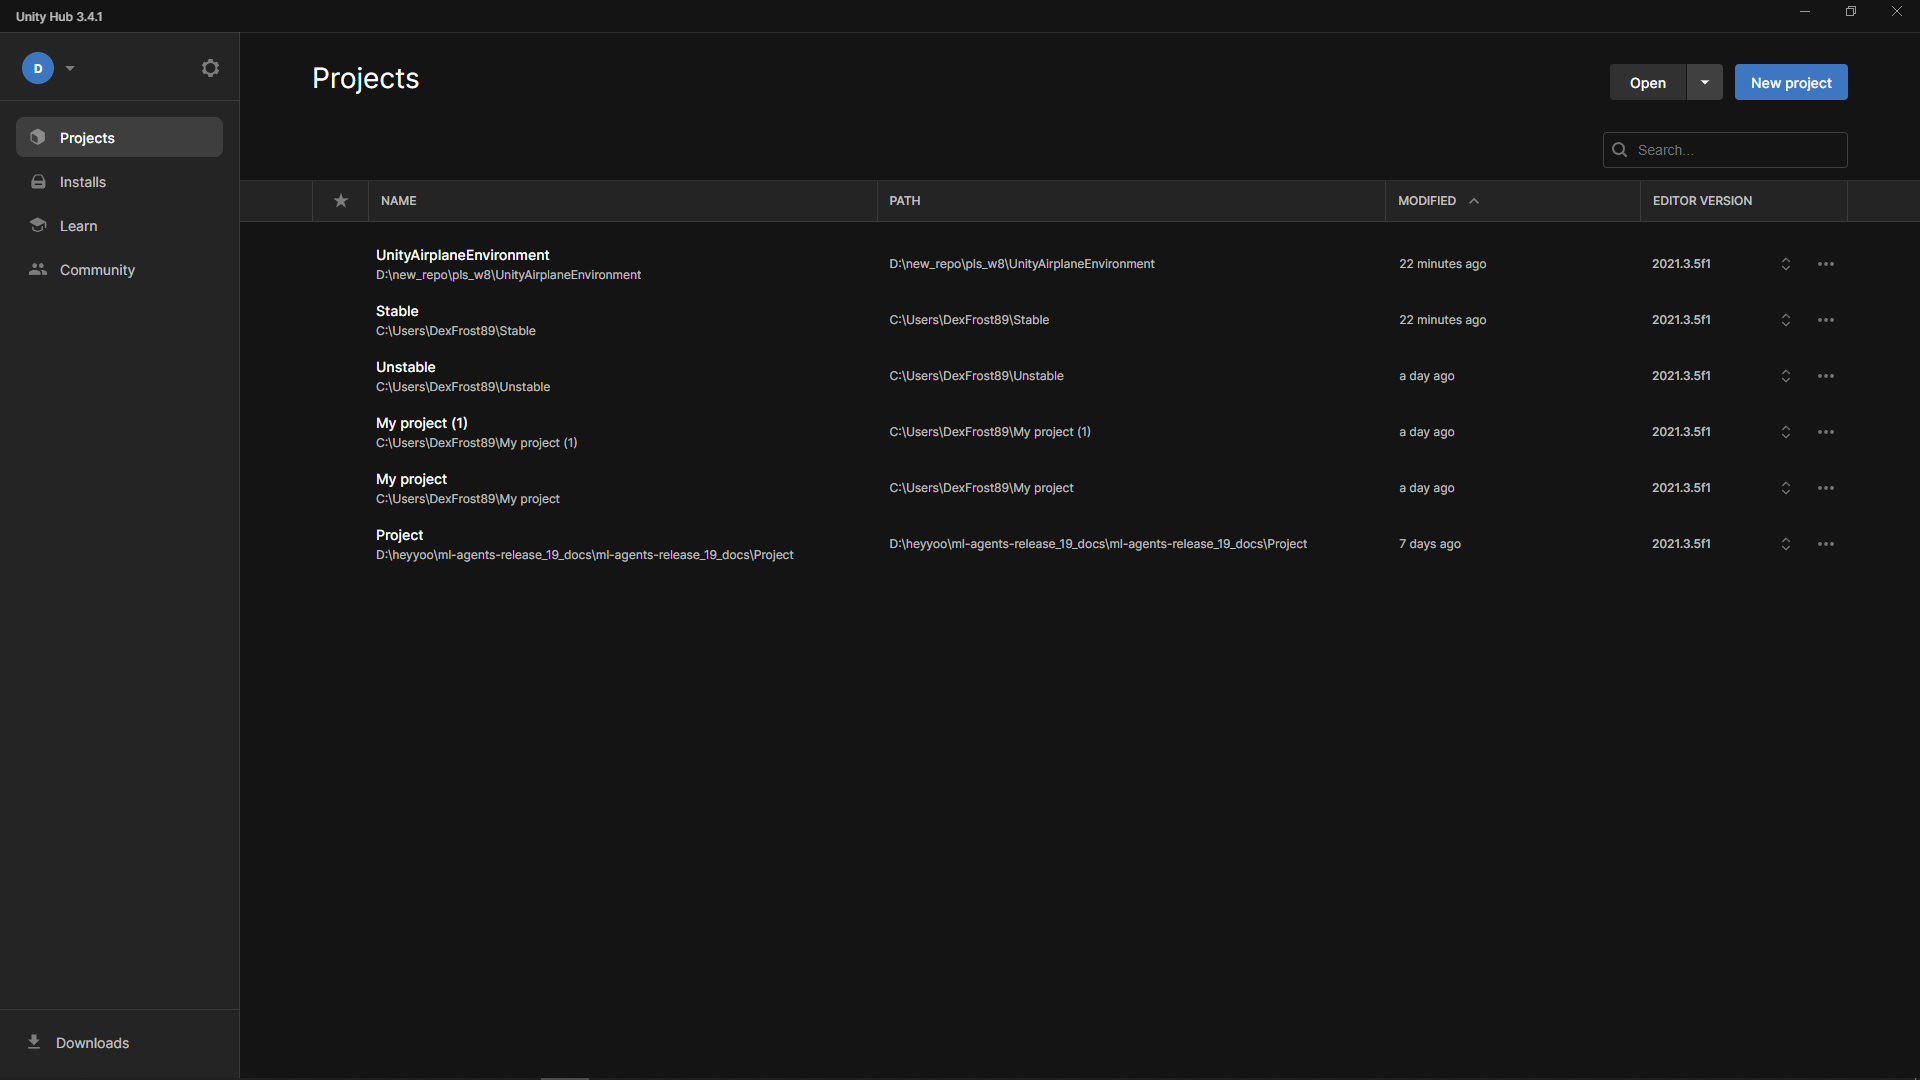 Unity Hub 3.4.1
D
Projects
Installs
Learn
Community
Downloads
Projects
Open
New project
Search...
NAME PATH MODIFIED EDITOR VERSION
UnityAirplaneEnvironment
D:\new_repo\pls_w8\UnityAirplaneEnvironment
D:\new_repo\pls_w8\UnityAirplaneEnvironment 22 minutes ago 2021.3.5f1
Stable
C:\Users\DexFrost89\Stable
C:\Users\DexFrost89\Stable 22 minutes ago 2021.3.5f1
Unstable
C:\Users\DexFrost89\Unstable
C:\Users\DexFrost89\Unstable a day ago 2021.3.5f1
My project (1)
C:\Users\DexFrost89\My project (1)
C:\Users\DexFrost89\My project (1) a day ago 2021.3.5f1
My project
C:\Users\DexFrost89\My project
C:\Users\DexFrost89\My project a day ago 2021.3.5f1
Project
D:\heyyoo\ml-agents-release_19_docs\ml-agents-release_19_docs\Project
D:\heyyoo\ml-agents-release_19_docs\ml-agents-release_19_docs\Project 7 days ago 2021.3.5f1